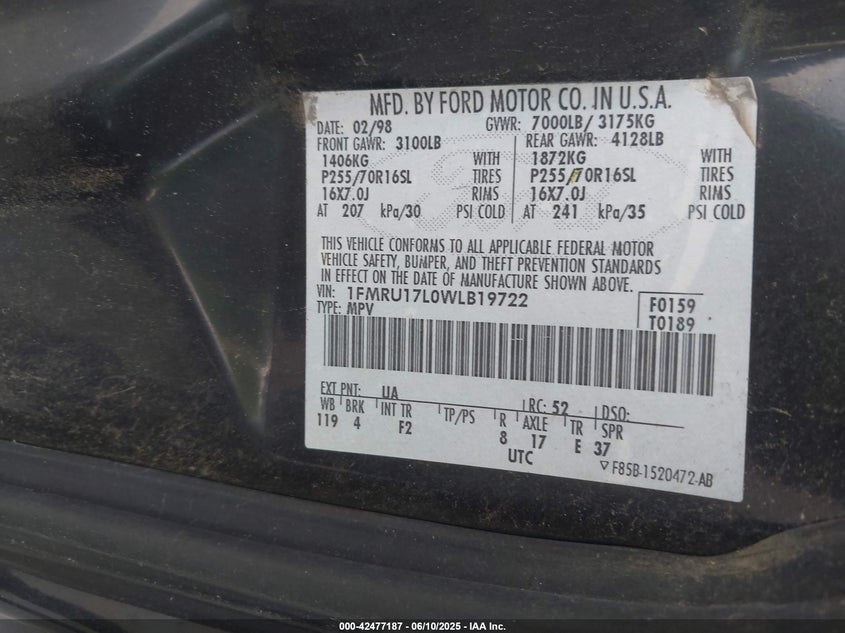 MFD. BY FORD MOTOR CO. IN U.S.A.
DATE: 02/98 GVWR: 7000LB/ 3175KG
FRONT GAWR: 3100LB REAR GAWR: 4128LB
1406KG WITH 1872KG WITH
P255/70R16SL TIRES P255/70R16SL TIRES
16X7.0J RIMS 16X7.0J RIMS
AT 207 kPa/30 PSI COLD AT 241 kPa/35 PSI COLD
THIS VEHICLE CONFORMS TO ALL APPLICABLE FEDERAL MOTOR
VEHICLE SAFETY, BUMPER, AND THEFT PREVENTION STANDARDS
IN EFFECT ON THE DATE OF MANUFACTURE SHOWN ABOVE.
VIN: 1FMRU17L0WLB19722 F0159
TYPE: MPV T0189
EXT PNT: UA RC: 52 DSO:
WB BRK INT TR TP/PS R AXLE TR SPR
119 4 F2 8 17 E 37
UTC ▽F85B-1520472-AB
000-42477187 - 06/10/2025 - IAA Inc.